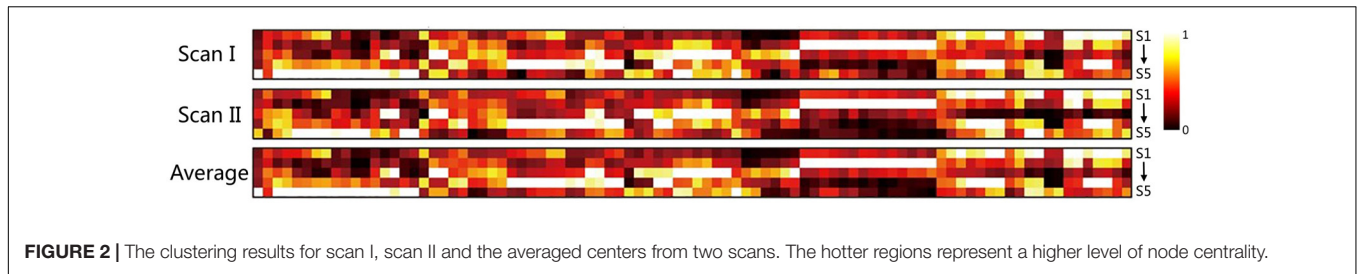 Scan I
S1
S5
1
0
Scan II
S1
S5
Average
S1
S5
FIGURE 2 | The clustering results for scan I, scan II and the averaged centers from two scans. The hotter regions represent a higher level of node centrality.